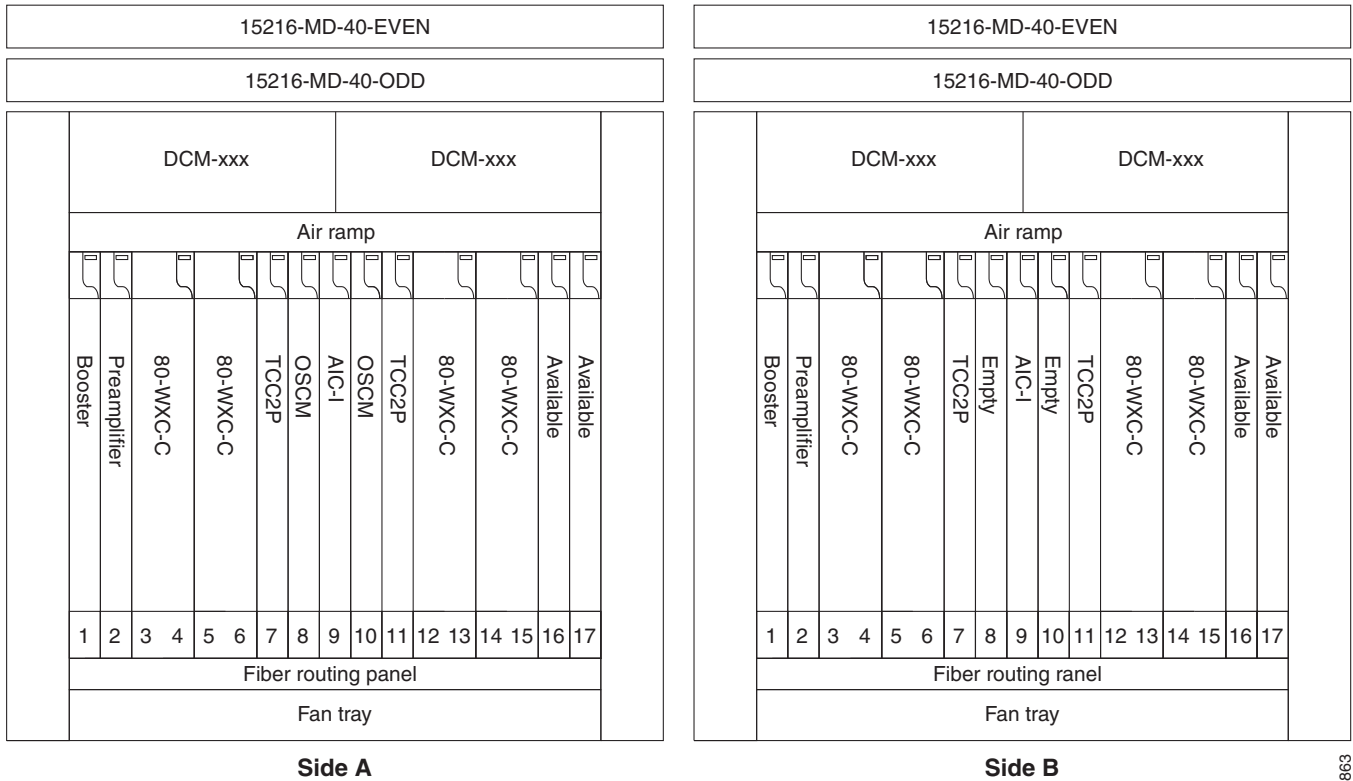 15216-MD-40-EVEN
15216-MD-40-ODD
DCM-xxx DCM-xxx
Air ramp
Booster
Preamplifier
80-WXC-C
80-WXC-C
TCC2P
OSCM
AIC-I
OSCM
TCC2P
80-WXC-C
80-WXC-C
Available
Available
1 2 3 4 5 6 7 8 9 10 11 12 13 14 15 16 17
Fiber routing panel
Fan tray
Side A
15216-MD-40-EVEN
15216-MD-40-ODD
DCM-xxx DCM-xxx
Air ramp
Booster
Preamplifier
80-WXC-C
80-WXC-C
TCC2P
Empty
AIC-I
Empty
TCC2P
80-WXC-C
80-WXC-C
Available
Available
1 2 3 4 5 6 7 8 9 10 11 12 13 14 15 16 17
Fiber routing ranel
Fan tray
Side B
863